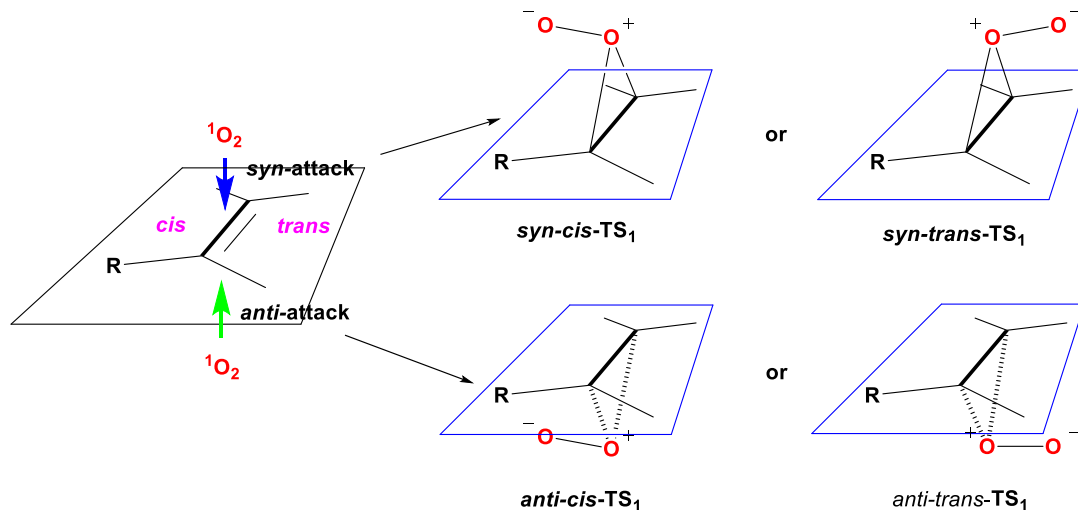 − O O +
+ O O −
¹O₂
syn-attack
cis trans
R
R
R
syn-cis-TS₁
or
syn-trans-TS₁
anti-attack
¹O₂
R
R
or
− O O +
+ O O −
anti-cis-TS₁
anti-trans-TS₁